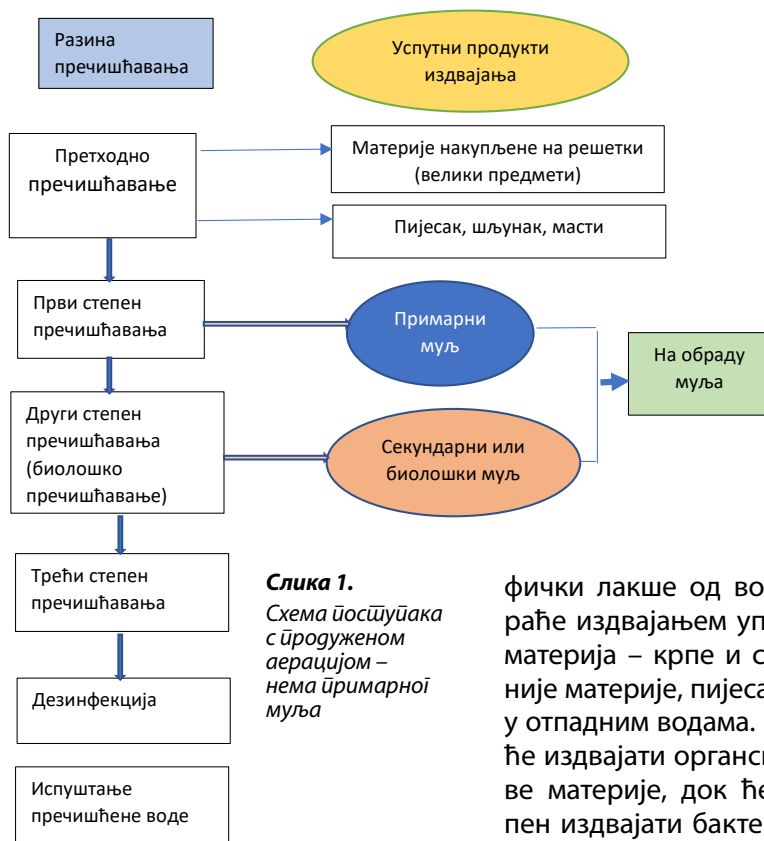 Разина
пречишћавања
Успутни продукти
издвајања
Претходно
пречишћавање
Материје накупљене на решетки
(велики предмети)
Пијесак, шљунак, масти
Први степен
пречишћавања
Примарни
муљ
На обраду
муља
Други степен
пречишћавања
(биолошко
пречишћавање)
Секундарни или
биолошки муљ
Трећи степен
пречишћавања
Дезинфекција
Испуштање
пречишћене воде
Слика 1.
Схема поступака
с продуженом
аерацијом –
нема примарног
муља
фички лакше од во
раће издвајањем уп
материја – крпе и с
није материје, пијеса
у отпадним водама.
ће издвајати органс
ве материје, док ће
пен издвајати бакте